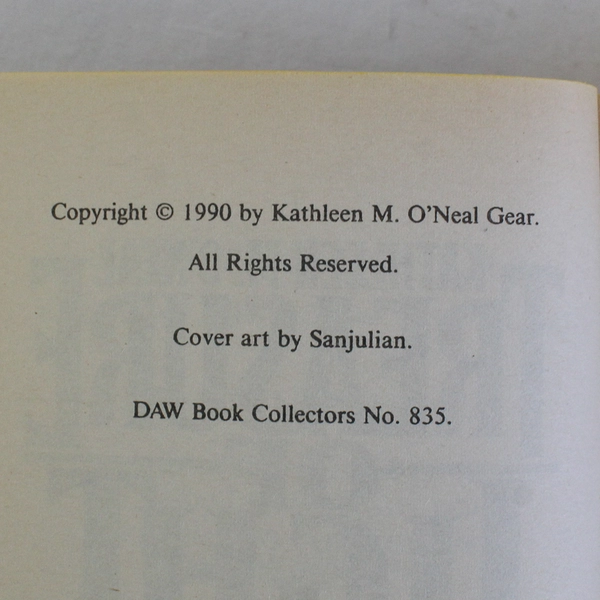 Copyright © 1990 by Kathleen M. O'Neal Gear.
All Rights Reserved.
Cover art by Sanjulian.
DAW Book Collectors No. 835.